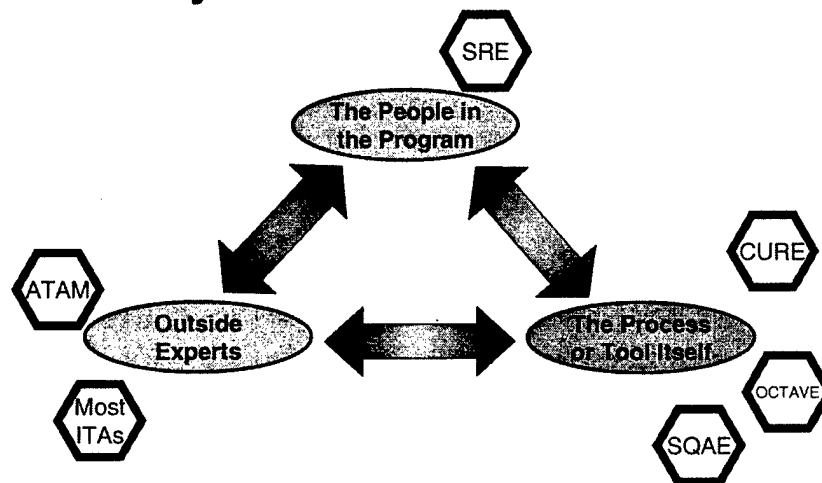 SRE
The People in
the Program
CURE
ATAM
Outside
Experts
The Process
or Tool Itself
OCTAVE
Most
ITAs
SQAE